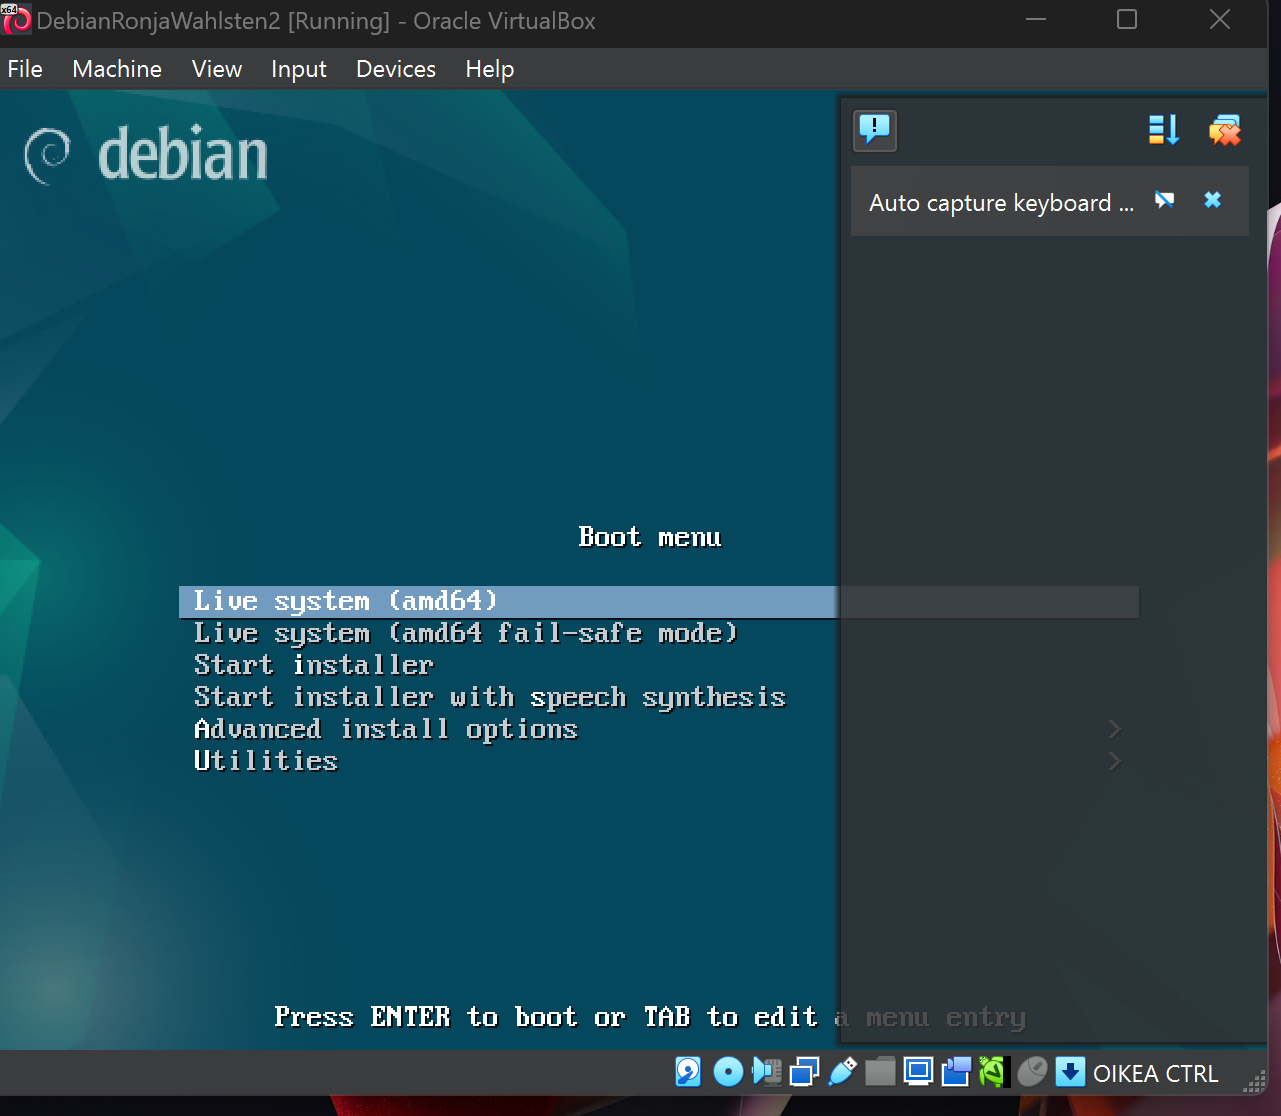 x64
DebianRonjaWahlsten2 [Running] - Oracle VirtualBox
File Machine View Input Devices Help
debian
Auto capture keyboard ...
Boot menu
Live system (amd64)
Live system (amd64 fail-safe mode)
Start installer
Start installer with speech synthesis
Advanced install options
Utilities
Press ENTER to boot or TAB to edit a menu entry
OIKEA CTRL